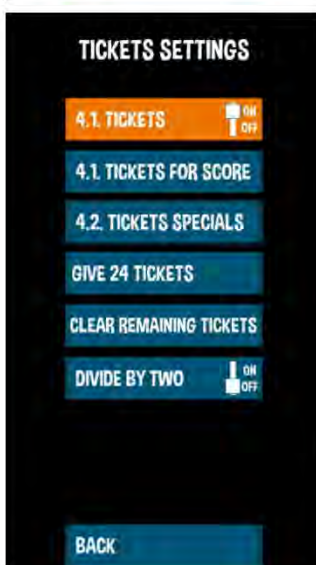 TICKETS SETTINGS
4.1. TICKETS ON
OFF
4.1. TICKETS FOR SCORE
4.2. TICKETS SPECIALS
GIVE 24 TICKETS
CLEAR REMAINING TICKETS
DIVIDE BY TWO ON
OFF
BACK